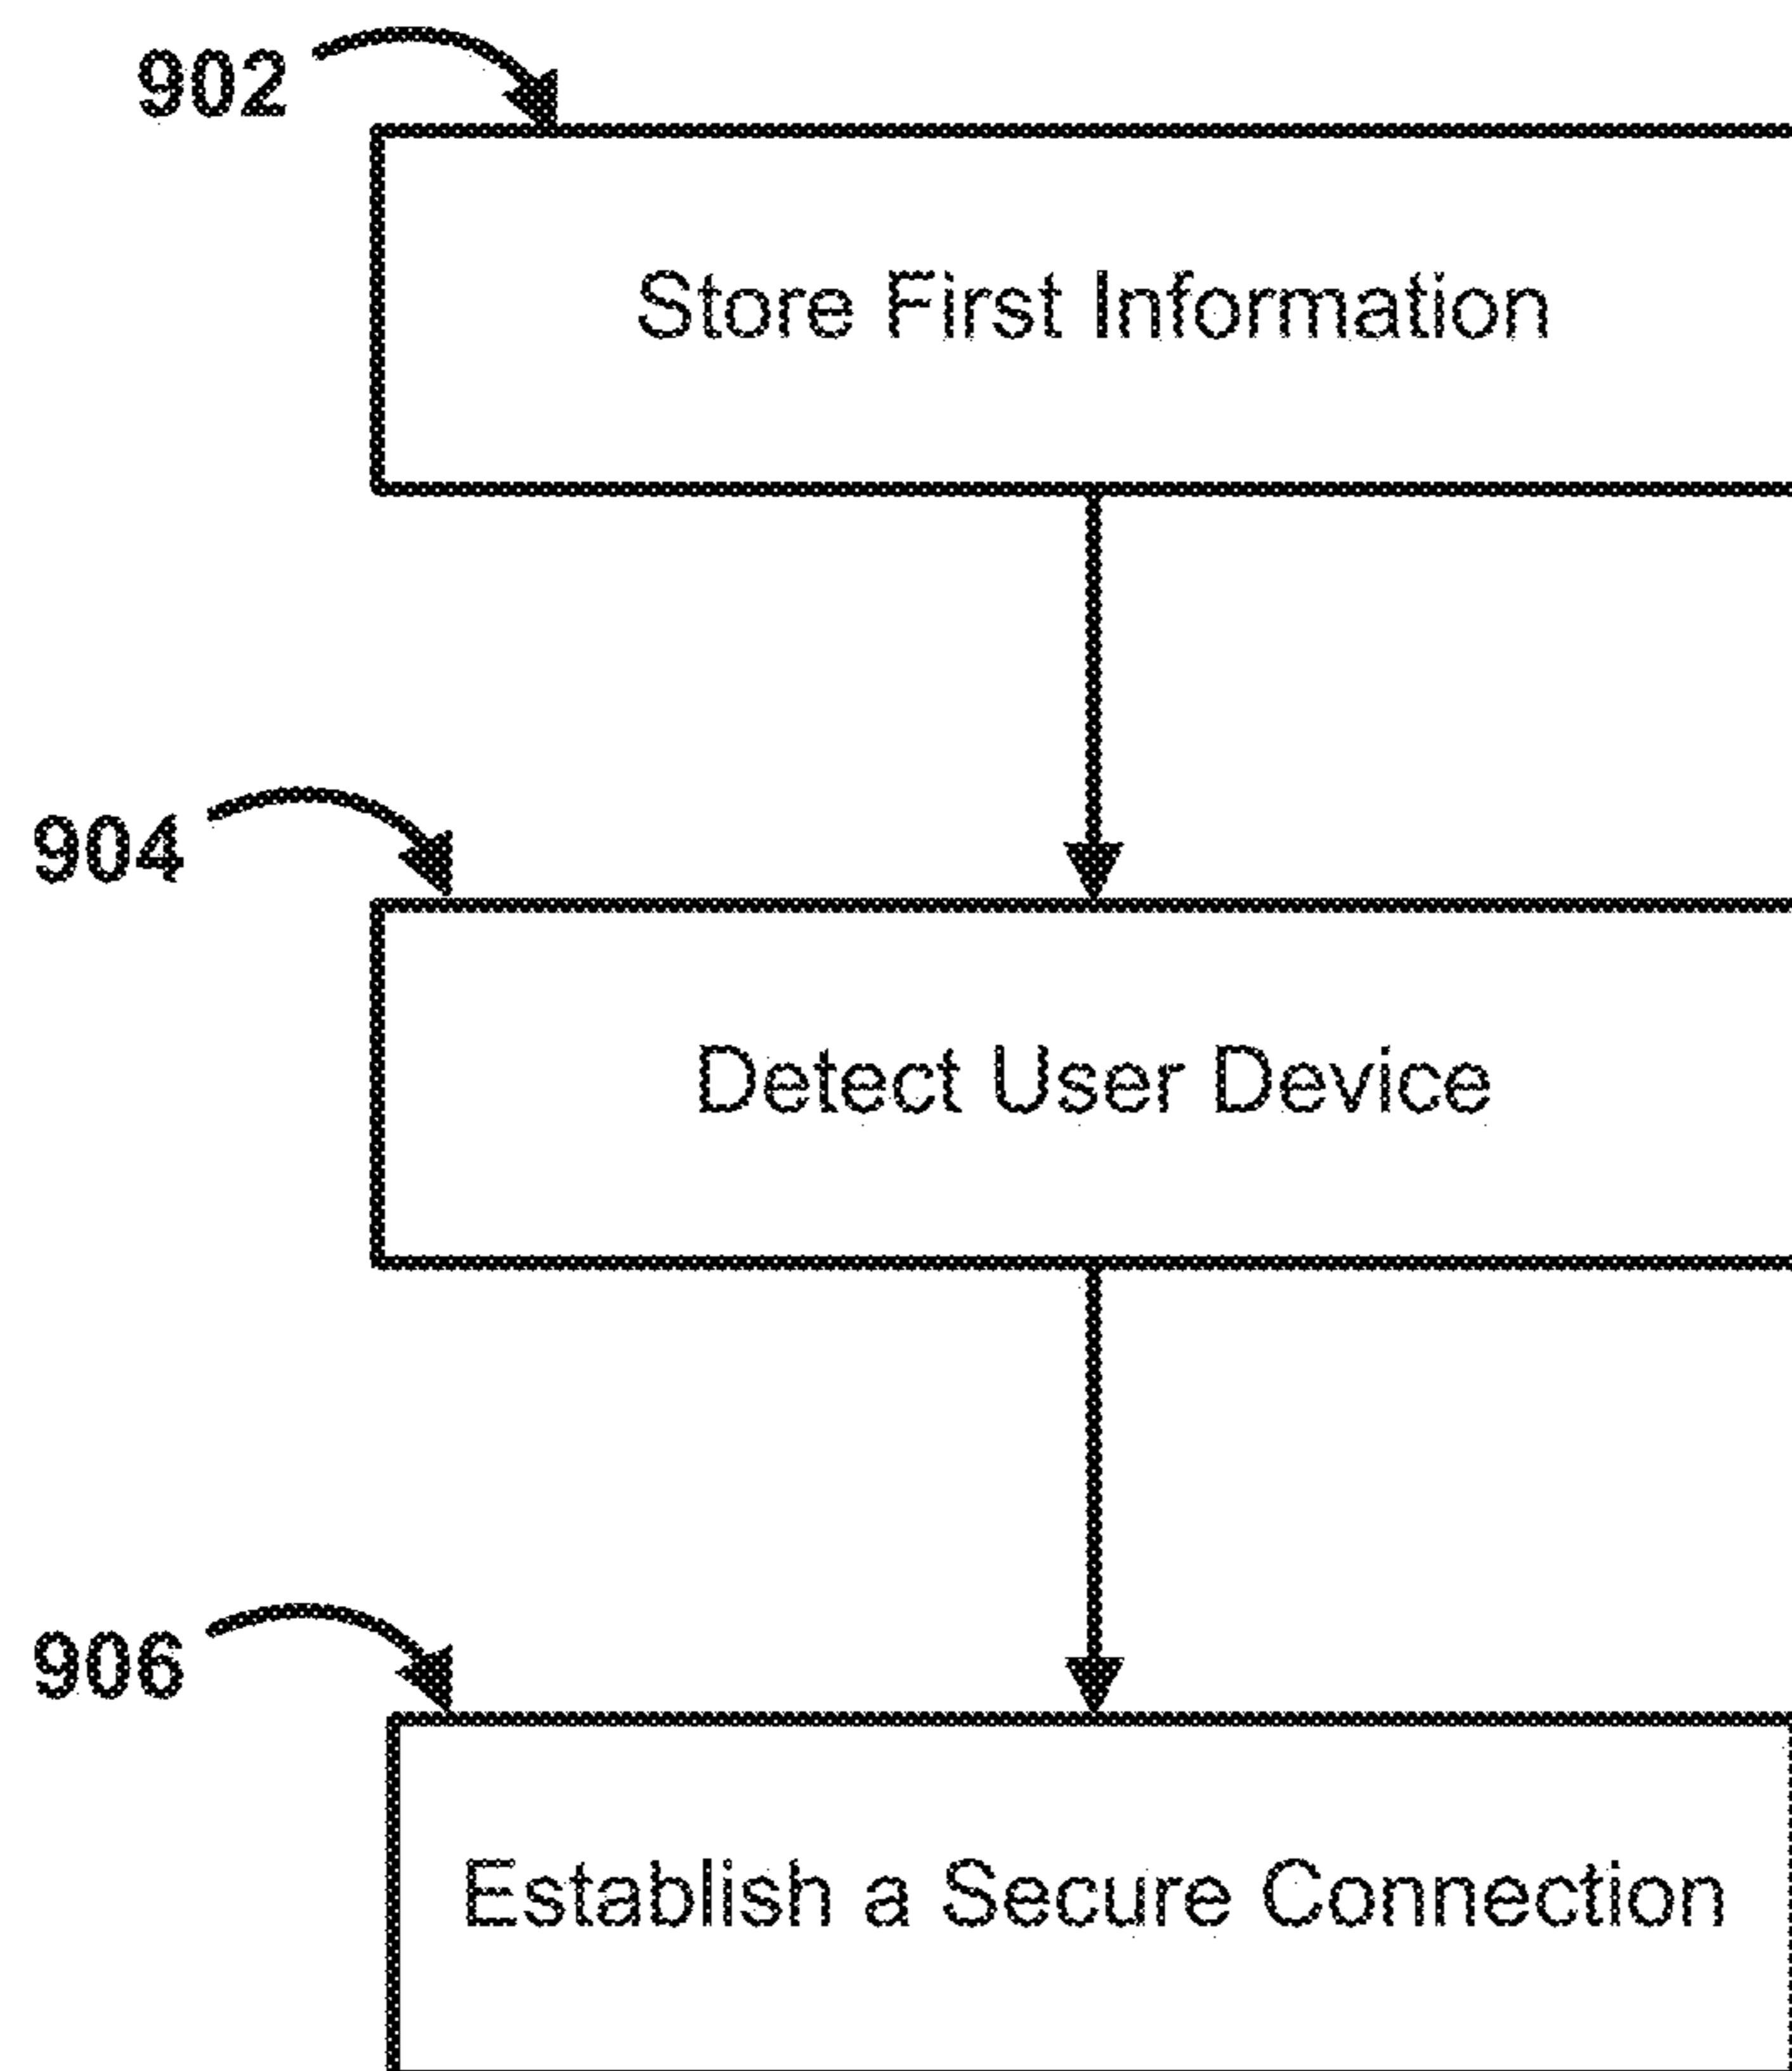 902
Store First Information
904
Detect User Device
906
Establish a Secure Connection